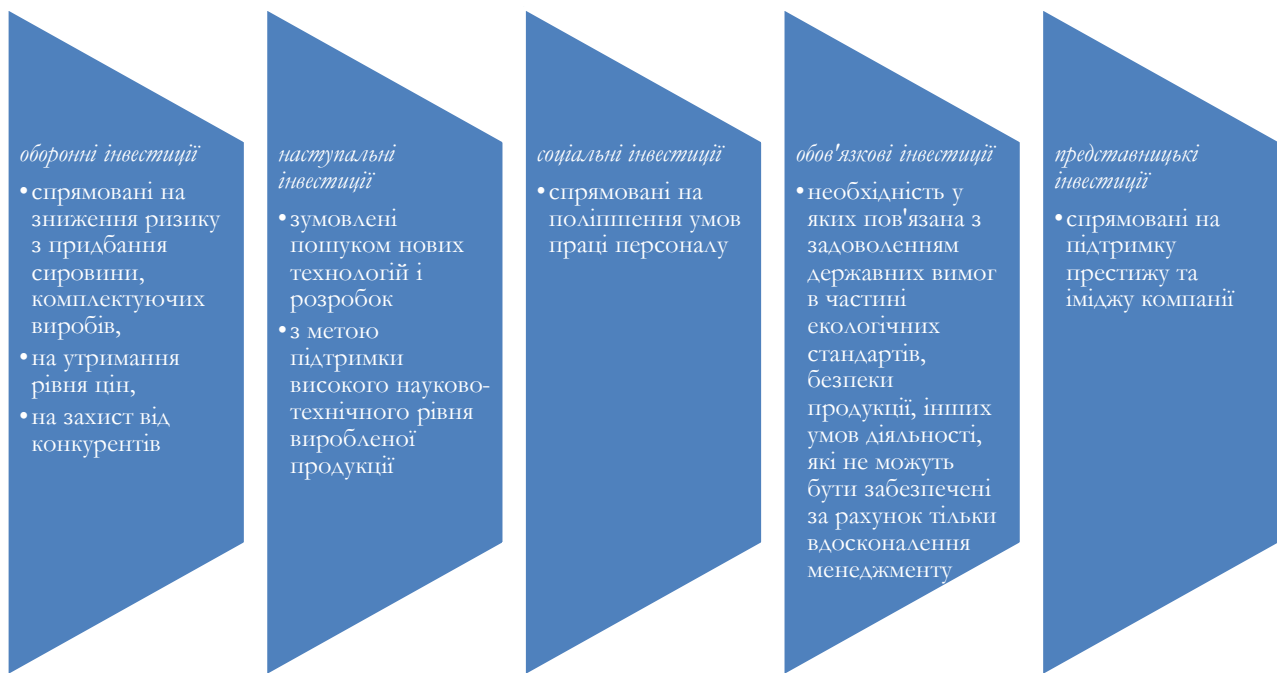 оборонні інвестиції
•спрямовані на
зниження ризику
з придбання
сировини,
комплектуючих
виробів,
•на утримання
рівня цін,
•на захист від
конкурентів
наступальні
інвестиції
•зумовлені
пошуком нових
технологій і
розробок
•з метою
підтримки
високого науково-
технічного рівня
виробленої
продукції
соціальні інвестиції
•спрямовані на
поліпшення умов
праці персоналу
обов'язкові інвестиції
•необхідність у
яких пов'язана з
задоволенням
державних вимог
в частині
екологічних
стандартів,
безпеки
продукції, інших
умов діяльності,
які не можуть
бути забезпечені
за рахунок тільки
вдосконалення
менеджменту
представницькі
інвестиції
•спрямовані на
підтримку
престижу та
іміджу компанії